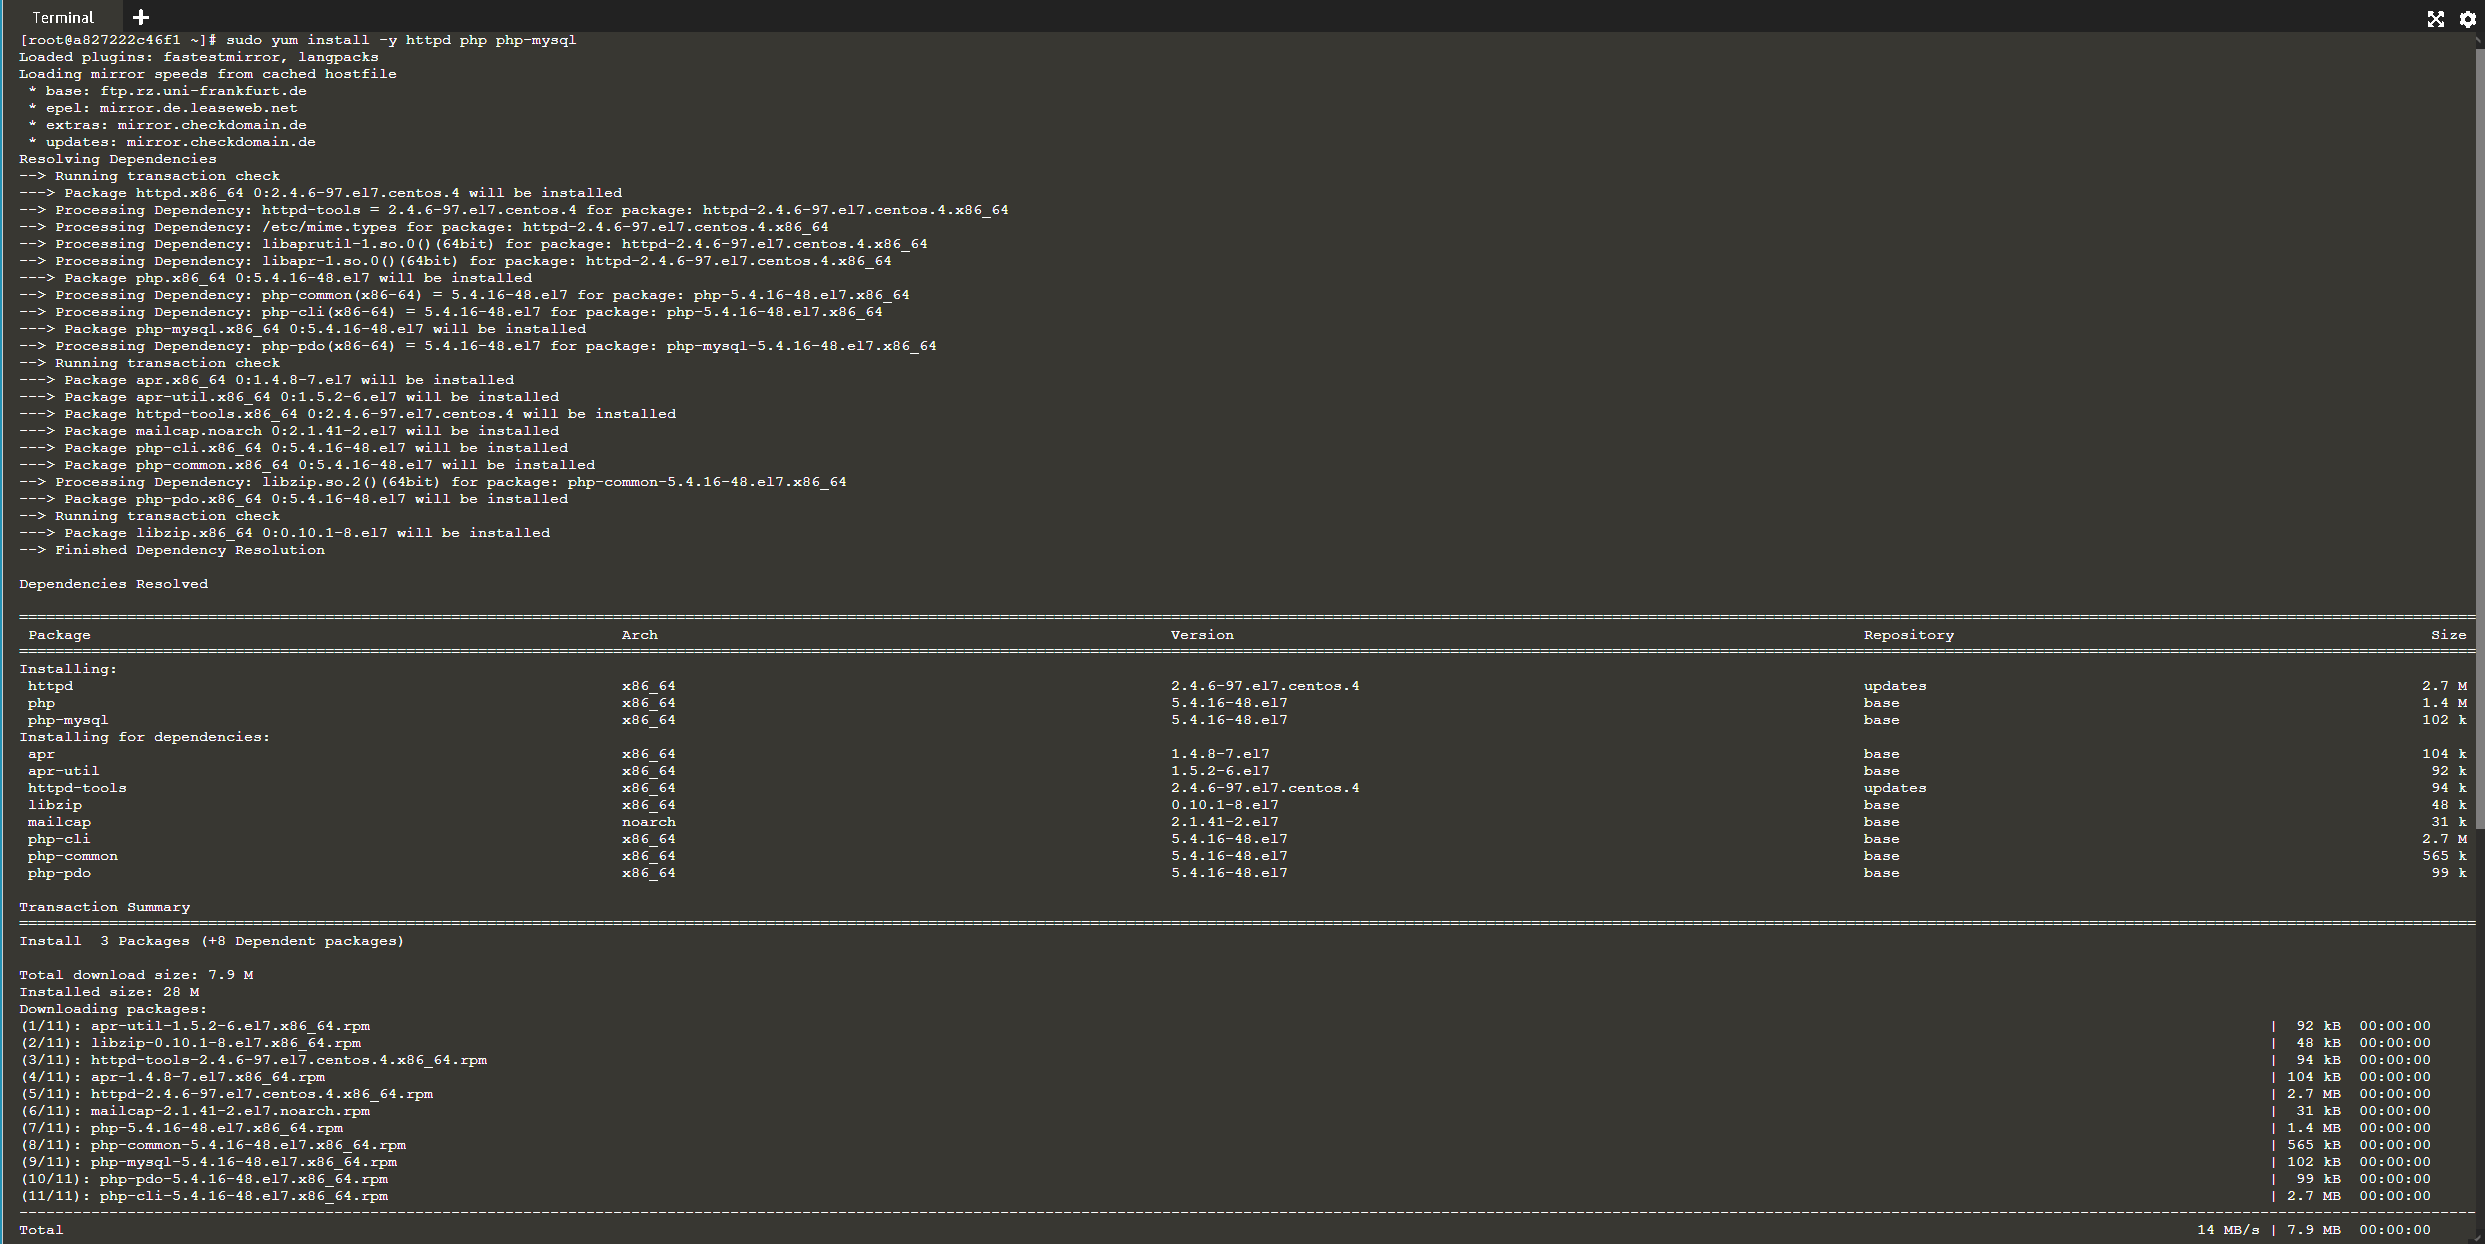 Terminal
[root@a827222c46f1 ~]# sudo yum install -y httpd php php-mysql
Loaded plugins: fastestmirror, langpacks
Loading mirror speeds from cached hostfile
 * base: ftp.rz.uni-frankfurt.de
 * epel: mirror.de.leaseweb.net
 * extras: mirror.checkdomain.de
 * updates: mirror.checkdomain.de
Resolving Dependencies
--> Running transaction check
---> Package httpd.x86_64 0:2.4.6-97.el7.centos.4 will be installed
--> Processing Dependency: httpd-tools = 2.4.6-97.el7.centos.4 for package: httpd-2.4.6-97.el7.centos.4.x86_64
--> Processing Dependency: /etc/mime.types for package: httpd-2.4.6-97.el7.centos.4.x86_64
--> Processing Dependency: libaprutil-1.so.0()(64bit) for package: httpd-2.4.6-97.el7.centos.4.x86_64
--> Processing Dependency: libapr-1.so.0()(64bit) for package: httpd-2.4.6-97.el7.centos.4.x86_64
---> Package php.x86_64 0:5.4.16-48.el7 will be installed
--> Processing Dependency: php-common(x86-64) = 5.4.16-48.el7 for package: php-5.4.16-48.el7.x86_64
--> Processing Dependency: php-cli(x86-64) = 5.4.16-48.el7 for package: php-5.4.16-48.el7.x86_64
---> Package php-mysql.x86_64 0:5.4.16-48.el7 will be installed
--> Processing Dependency: php-pdo(x86-64) = 5.4.16-48.el7 for package: php-mysql-5.4.16-48.el7.x86_64
--> Running transaction check
---> Package apr.x86_64 0:1.4.8-7.el7 will be installed
---> Package apr-util.x86_64 0:1.5.2-6.el7 will be installed
---> Package httpd-tools.x86_64 0:2.4.6-97.el7.centos.4 will be installed
---> Package mailcap.noarch 0:2.1.41-2.el7 will be installed
---> Package php-cli.x86_64 0:5.4.16-48.el7 will be installed
---> Package php-common.x86_64 0:5.4.16-48.el7 will be installed
--> Processing Dependency: libzip.so.2()(64bit) for package: php-common-5.4.16-48.el7.x86_64
---> Package php-pdo.x86_64 0:5.4.16-48.el7 will be installed
--> Running transaction check
---> Package libzip.x86_64 0:0.10.1-8.el7 will be installed
--> Finished Dependency Resolution
Dependencies Resolved
Package Arch Version Repository Size
Installing:
httpd x86_64 2.4.6-97.el7.centos.4 updates 2.7 M
php x86_64 5.4.16-48.el7 base 1.4 M
php-mysql x86_64 5.4.16-48.el7 base 102 k
Installing for dependencies:
apr x86_64 1.4.8-7.el7 base 104 k
apr-util x86_64 1.5.2-6.el7 base 92 k
httpd-tools x86_64 2.4.6-97.el7.centos.4 updates 94 k
libzip x86_64 0.10.1-8.el7 base 48 k
mailcap noarch 2.1.41-2.el7 base 31 k
php-cli x86_64 5.4.16-48.el7 base 2.7 M
php-common x86_64 5.4.16-48.el7 base 565 k
php-pdo x86_64 5.4.16-48.el7 base 99 k
Transaction Summary
Install  3 Packages (+8 Dependent packages)
Total download size: 7.9 M
Installed size: 28 M
Downloading packages:
(1/11): apr-util-1.5.2-6.el7.x86_64.rpm | 92 kB 00:00:00
(2/11): libzip-0.10.1-8.el7.x86_64.rpm | 48 kB 00:00:00
(3/11): httpd-tools-2.4.6-97.el7.centos.4.x86_64.rpm | 94 kB 00:00:00
(4/11): apr-1.4.8-7.el7.x86_64.rpm | 104 kB 00:00:00
(5/11): httpd-2.4.6-97.el7.centos.4.x86_64.rpm | 2.7 MB 00:00:00
(6/11): mailcap-2.1.41-2.el7.noarch.rpm | 31 kB 00:00:00
(7/11): php-5.4.16-48.el7.x86_64.rpm | 1.4 MB 00:00:00
(8/11): php-common-5.4.16-48.el7.x86_64.rpm | 565 kB 00:00:00
(9/11): php-mysql-5.4.16-48.el7.x86_64.rpm | 102 kB 00:00:00
(10/11): php-pdo-5.4.16-48.el7.x86_64.rpm | 99 kB 00:00:00
(11/11): php-cli-5.4.16-48.el7.x86_64.rpm | 2.7 MB 00:00:00
Total 14 MB/s | 7.9 MB 00:00:00